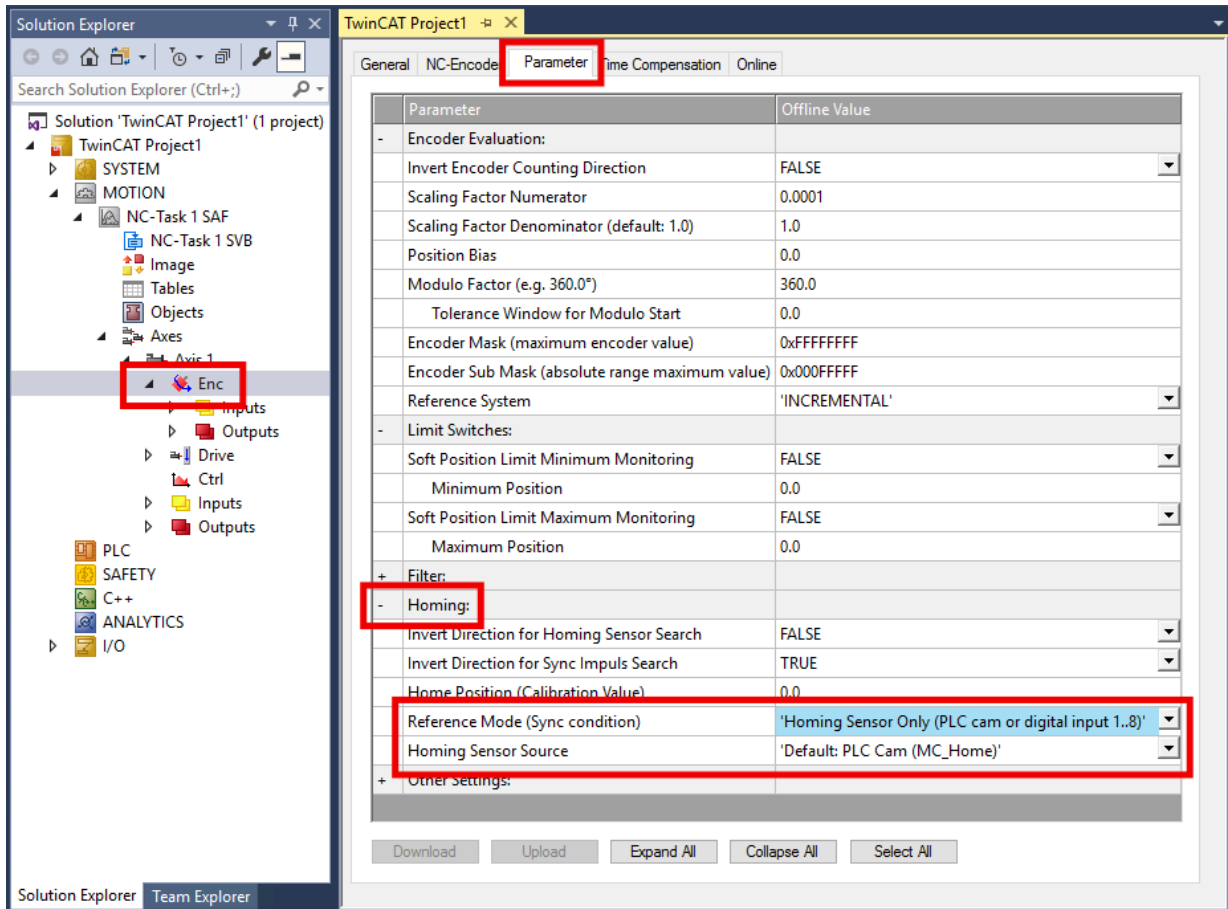 Solution Explorer
Search Solution Explorer (Ctrl+;)
Solution 'TwinCAT Project1' (1 project)
TwinCAT Project1
SYSTEM
MOTION
NC-Task 1 SAF
NC-Task 1 SVB
Image
Tables
Objects
Axes
Axis 1
Enc
Inputs
Outputs
Drive
Ctrl
Inputs
Outputs
PLC
SAFETY
C++
ANALYTICS
I/O
Solution Explorer Team Explorer
TwinCAT Project1
General NC-Encoder Parameter Time Compensation Online
Parameter Offline Value
- Encoder Evaluation:
Invert Encoder Counting Direction FALSE
Scaling Factor Numerator 0.0001
Scaling Factor Denominator (default: 1.0) 1.0
Position Bias 0.0
Modulo Factor (e.g. 360.0°) 360.0
Tolerance Window for Modulo Start 0.0
Encoder Mask (maximum encoder value) 0xFFFFFFFF
Encoder Sub Mask (absolute range maximum value) 0x000FFFFF
Reference System 'INCREMENTAL'
- Limit Switches:
Soft Position Limit Minimum Monitoring FALSE
Minimum Position 0.0
Soft Position Limit Maximum Monitoring FALSE
Maximum Position 0.0
+ Filter:
- Homing:
Invert Direction for Homing Sensor Search FALSE
Invert Direction for Sync Impuls Search TRUE
Home Position (Calibration Value) 0.0
Reference Mode (Sync condition) 'Homing Sensor Only (PLC cam or digital input 1..8)'
Homing Sensor Source 'Default: PLC Cam (MC_Home)'
+ Other Settings:
Download Upload Expand All Collapse All Select All